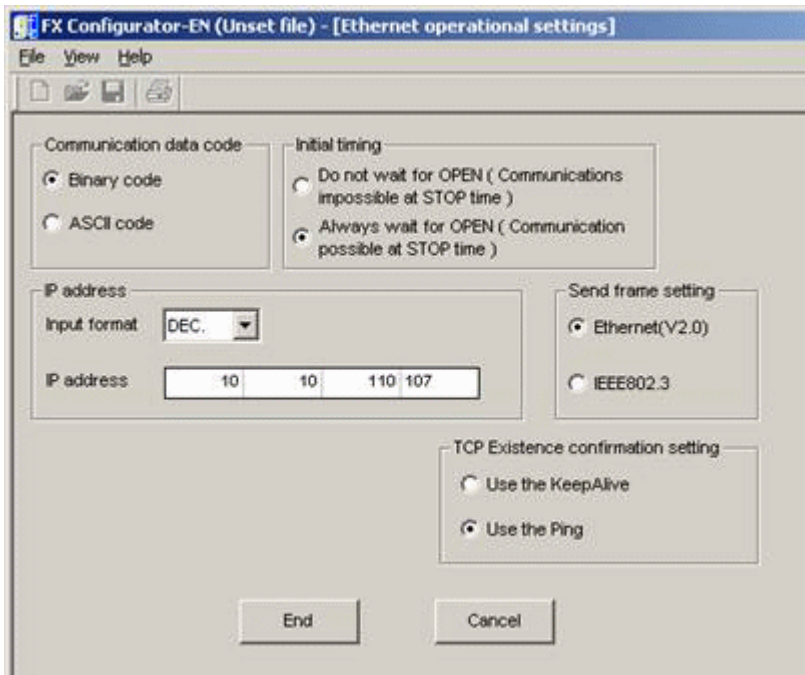 FX Configurator-EN (Unset file) - [Ethernet operational settings]
File View Help
Communication data code
Binary code
ASCII code
Initial timing
Do not wait for OPEN ( Communications
impossible at STOP time )
Always wait for OPEN ( Communication
possible at STOP time )
IP address
Input format DEC.
IP address 10 10 110 107
Send frame setting
Ethernet(V2.0)
IEEE802.3
TCP Existence confirmation setting
Use the KeepAlive
Use the Ping
End Cancel